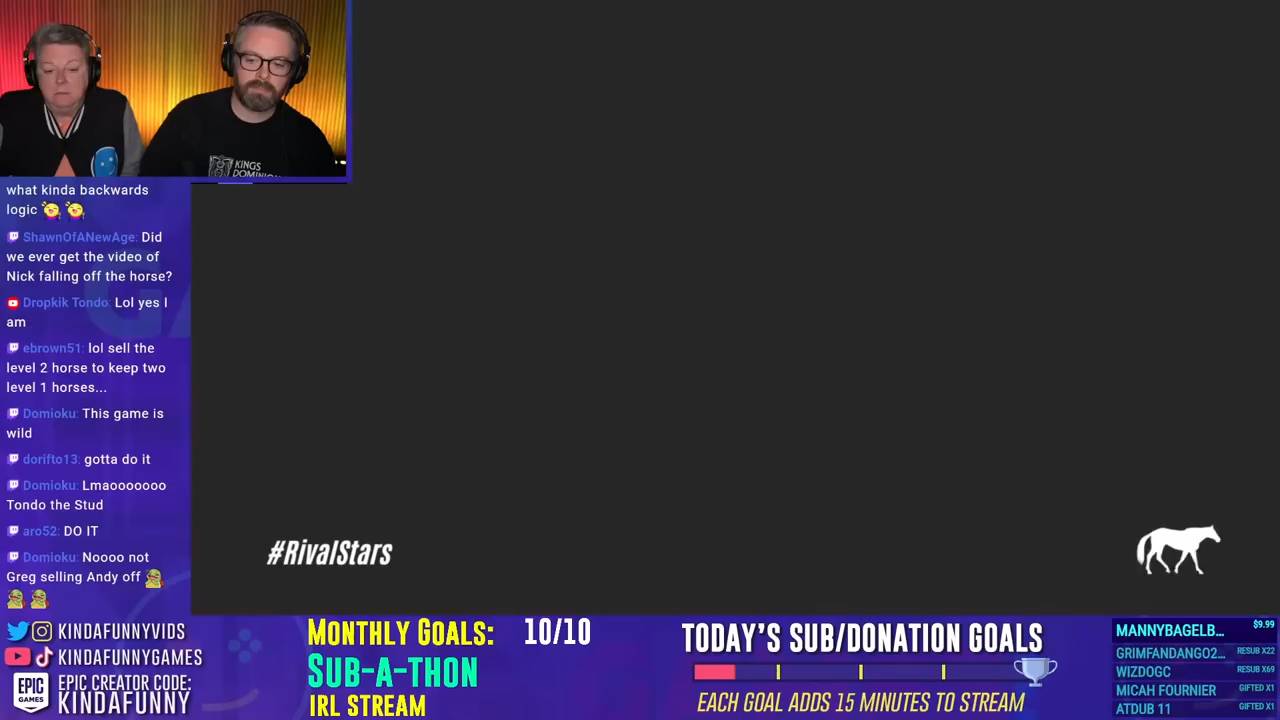 KINGS
DOMINION
what kinda backwards
logic
ShawnOfANewAge: Did
we ever get the video of
Nick falling off the horse?
Dropkik Tondo: Lol yes I
am
ebrown51: lol sell the
level 2 horse to keep two
level 1 horses...
Domioku: This game is
wild
dorifto13: gotta do it
Domioku: Lmaooooooo
Tondo the Stud
aro52: DO IT
Domioku: Noooo not
Greg selling Andy off
#RivalStars
KINDAFUNNYVIDS
KINDAFUNNYGAMES
EPIC
GAMES
EPIC CREATOR CODE:
KINDAFUNNY
MONTHLY GOALS: 10/10
SUB-A-THON
IRL STREAM
TODAY'S SUB/DONATION GOALS
EACH GOAL ADDS 15 MINUTES TO STREAM
MANNYBAGELB... $9.99
GRIMFANDANGO2... RESUB X22
WIZDOGC RESUB X69
MICAH FOURNIER GIFTED X1
ATDUB 11 GIFTED X1